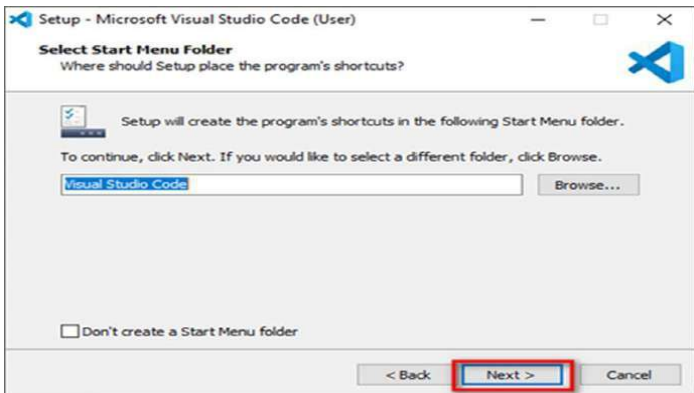 Setup - Microsoft Visual Studio Code (User)
Select Start Menu Folder
Where should Setup place the program's shortcuts?
Setup will create the program's shortcuts in the following Start Menu folder.
To continue, click Next. If you would like to select a different folder, click Browse.
Visual Studio Code
Browse...
Don't create a Start Menu folder
< Back
Next >
Cancel